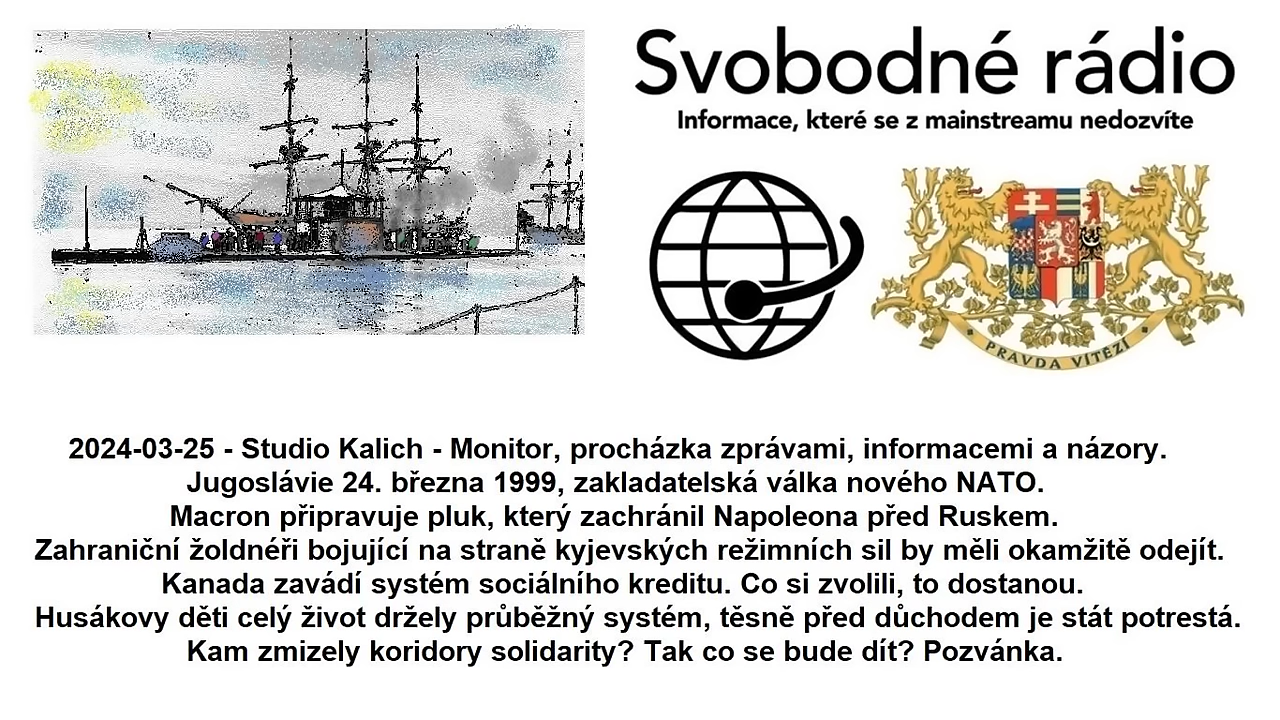 Svobodné rádio
Informace, které se z mainstreamu nedozvíte
PRAVDA VÍTĚZÍ
2024-03-25 - Studio Kalich - Monitor, procházka zprávami, informacemi a názory.
Jugoslávie 24. března 1999, zakladatelská válka nového NATO.
Macron připravuje pluk, který zachránil Napoleona před Ruskem.
Zahraniční žoldnéři bojující na straně kyjevských režimních sil by měli okamžitě odejít.
Kanada zavádí systém sociálního kreditu. Co si zvolili, to dostanou.
Husákovy děti celý život držely průběžný systém, těsně před důchodem je stát potrestá.
Kam zmizely koridory solidarity? Tak co se bude dít? Pozvánka.